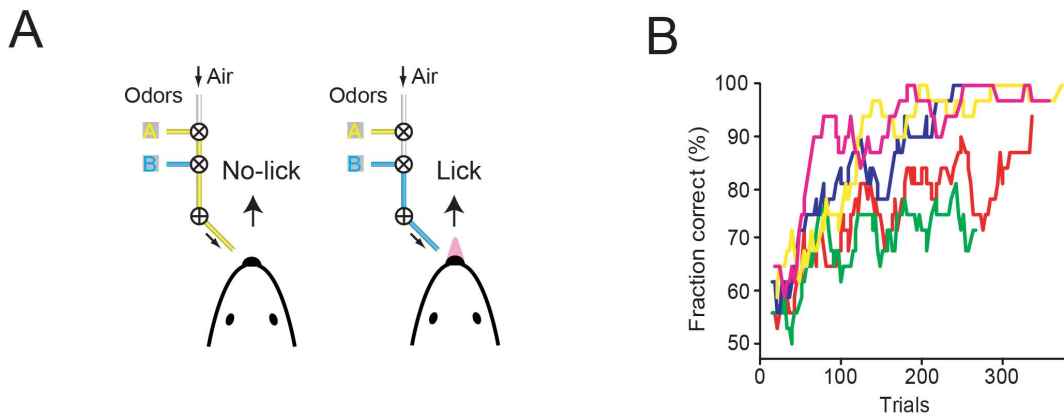 A
Air
Odors
A
B
No-lick
Air
Odors
A
B
Lick
B
Fraction correct (%)
100
90
80
70
60
50
0
100
200
300
Trials